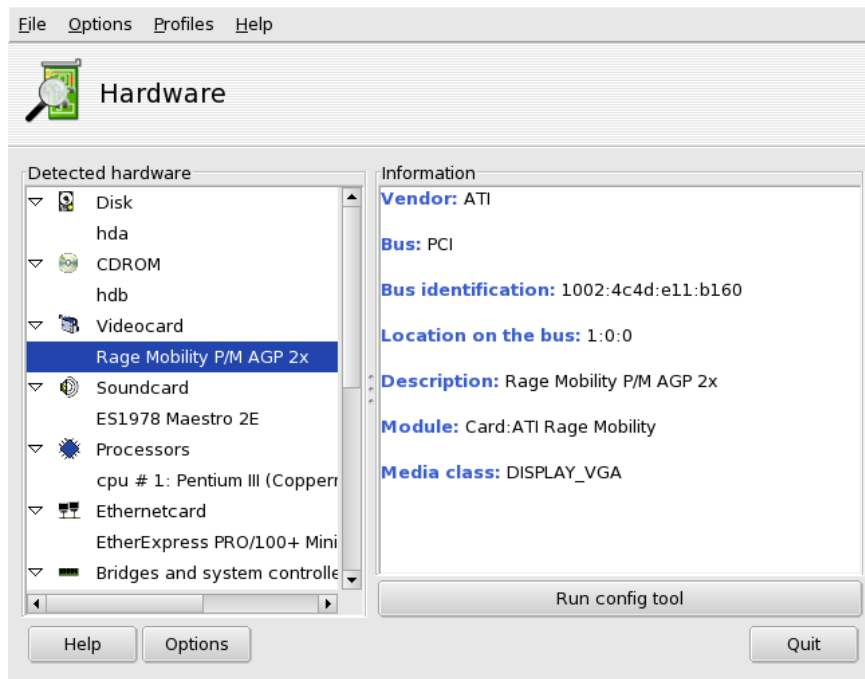 File Options Profiles Help
Hardware
Detected hardware
Disk
hda
CDROM
hdb
Videocard
Rage Mobility P/M AGP 2x
Soundcard
ES1978 Maestro 2E
Processors
cpu # 1: Pentium III (Copper
Ethernetcard
EtherExpress PRO/100+ Mini
Bridges and system controlle
Information
Vendor: ATI
Bus: PCI
Bus identification: 1002:4c4d:e11:b160
Location on the bus: 1:0:0
Description: Rage Mobility P/M AGP 2x
Module: Card:ATI Rage Mobility
Media class: DISPLAY_VGA
Run config tool
Help Options Quit